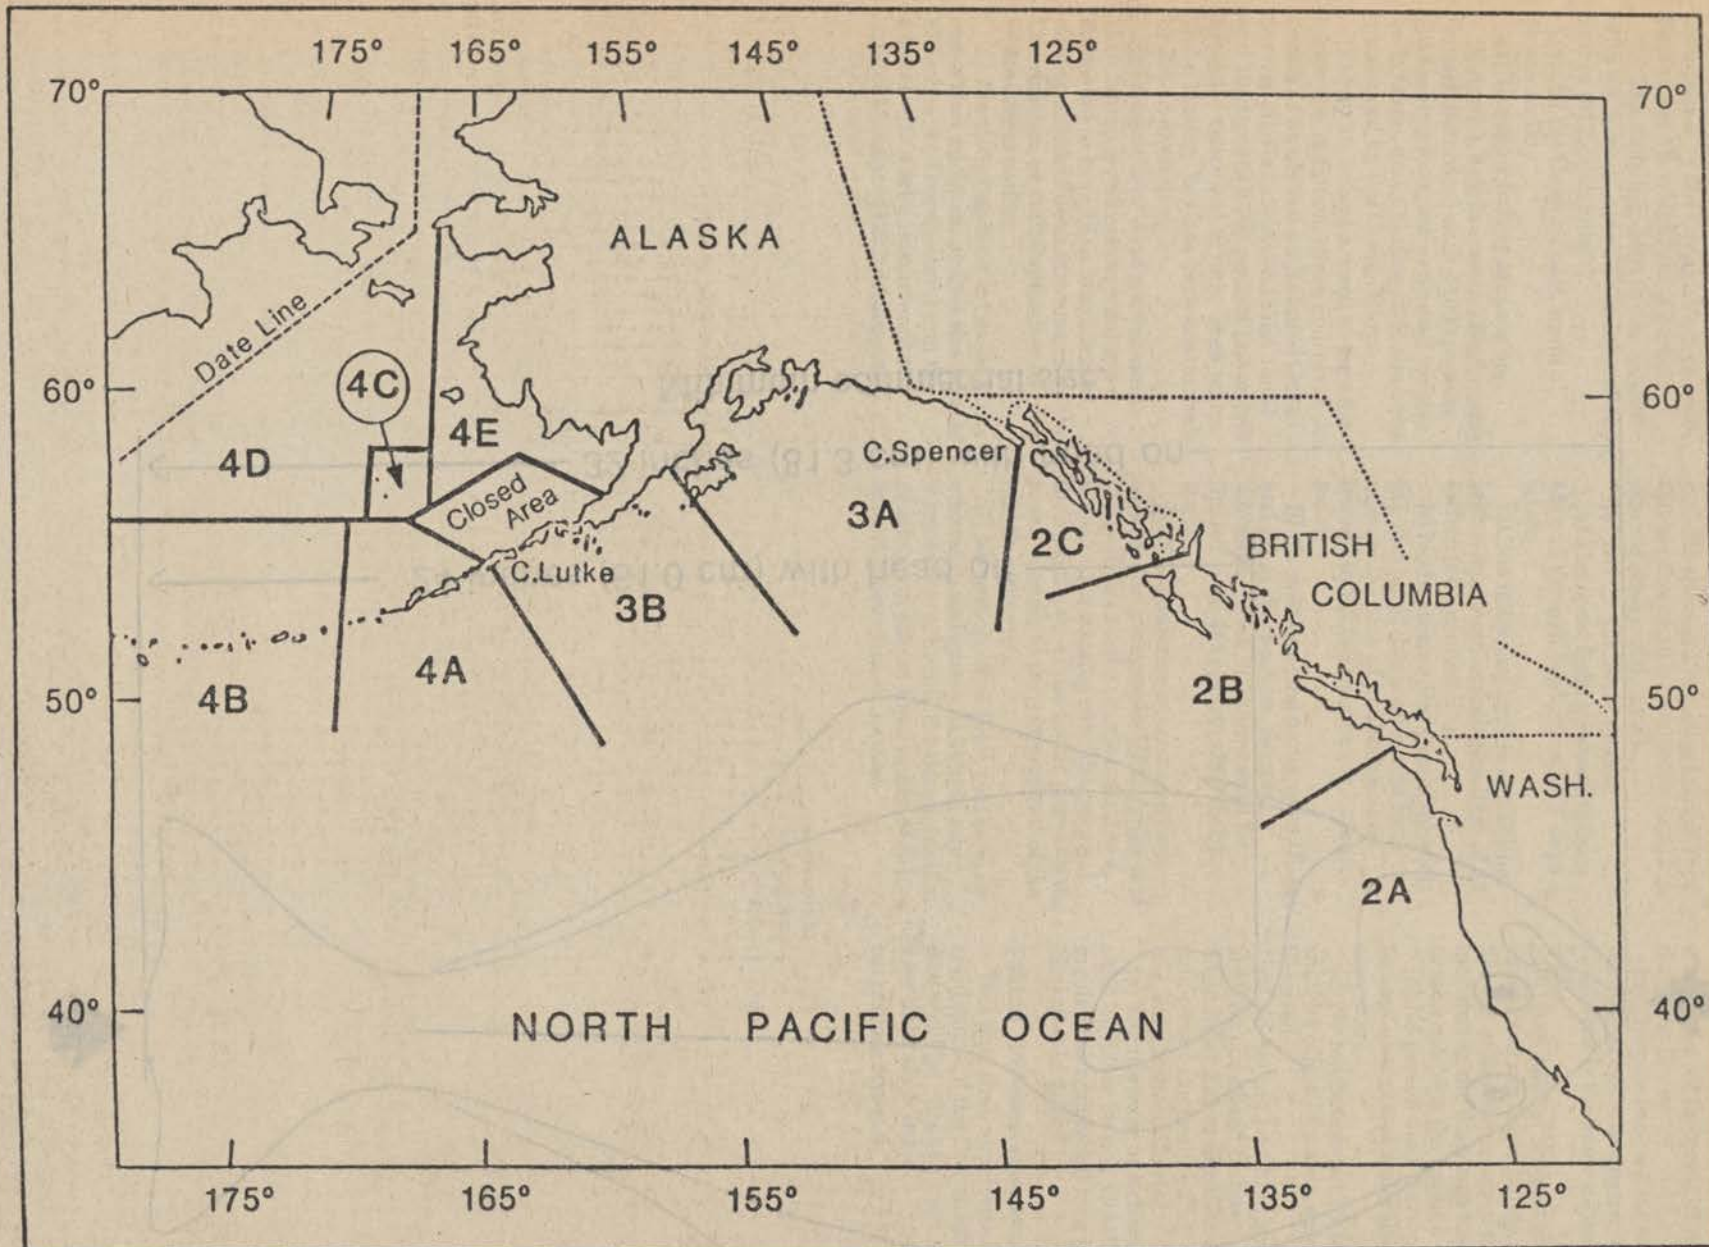 175° 165° 155° 145° 135° 125°
70° 70°
ALASKA
Date Line
4C
60° 60°
4E
4D
C.Spencer
Closed
Area
3A
2C
BRITISH
C.Lutke
COLUMBIA
3B
4A
4B
2B
50° 50°
WASH.
2A
40° 40°
NORTH PACIFIC OCEAN
175° 165° 155° 145° 135° 125°